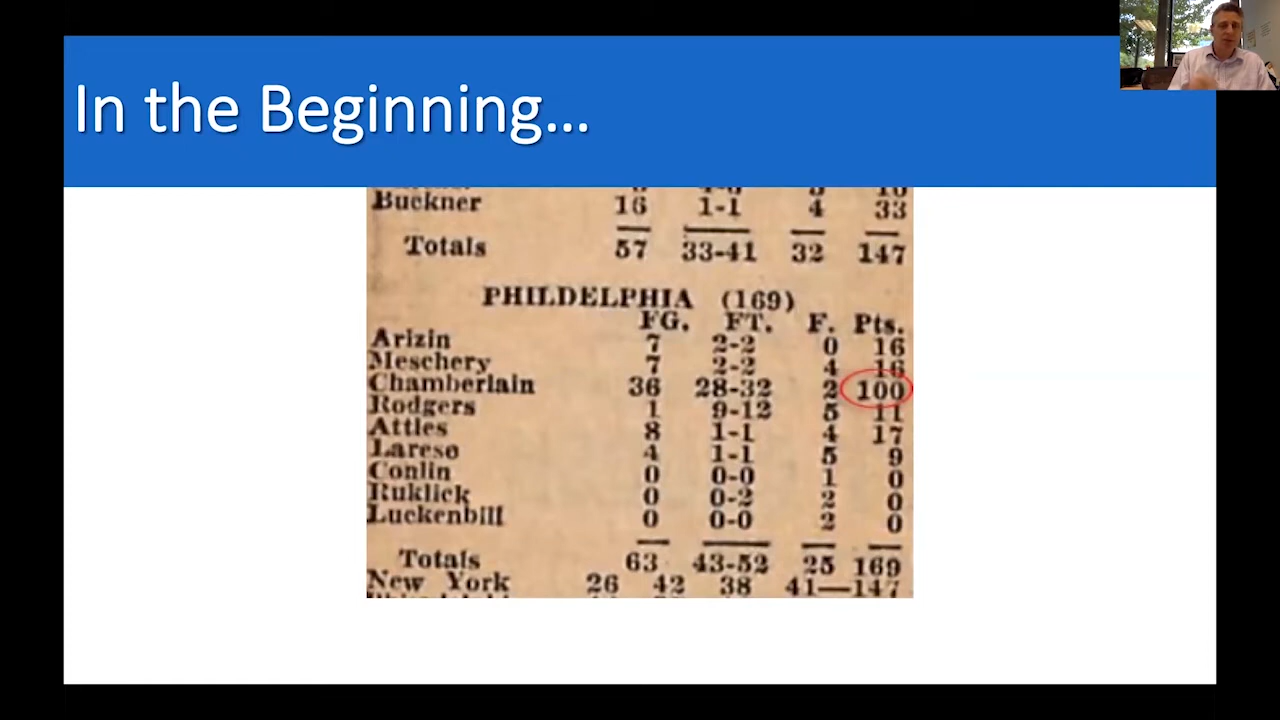 In the Beginning...
Buckner 16 1-1 4 33
Totals 57 33-41 32 147
PHILDELPHIA (169)
FG. FT. F. Pts.
Arizin 7 2-2 0 16
Meschery 7 2-2 4 16
Chamberlain 36 28-32 2 100
Rodgers 1 9-12 5 11
Attles 8 1-1 4 17
Lareso 4 1-1 5 9
Conlin 0 0-0 1 0
Ruklick 0 0-2 2 0
Luckenbill 0 0-0 2 0
Totals 63 43-52 25 169
New York 26 42 38 41—147